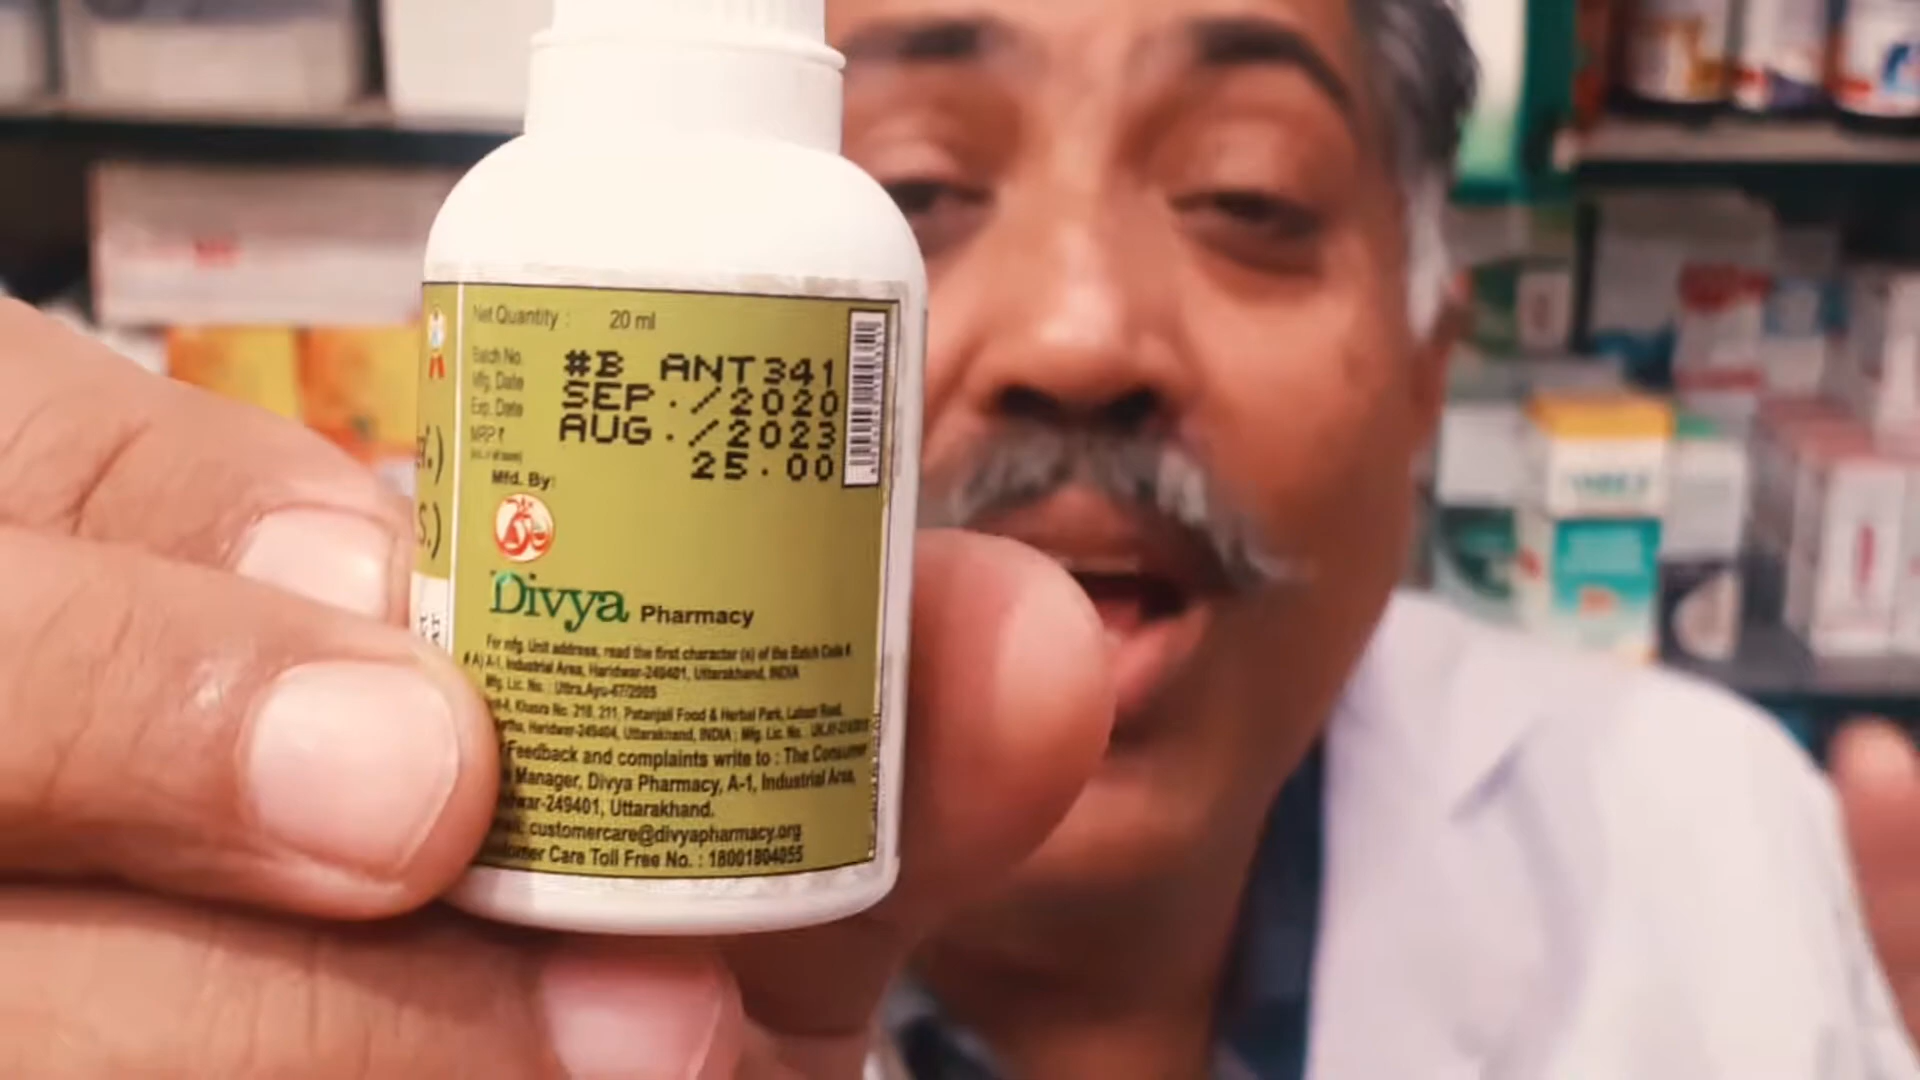 Net Quantity : 20 ml
Batch No. #B ANT341
Mfg. Date SEP./2020
Exp. Date AUG./2023
MRP ₹ 25.00
Mfd. By:
Divya Pharmacy
For mfg. Unit address, read the first character (s) of the Batch Code #
# A) A-1, Industrial Area, Haridwar-249401, Uttarakhand, INDIA
Mfg. Lic. No. : Uttra.Ayu-47/2005
Khasra No. 210, 211, Patanjali Food & Herbal Park, Laksar Road,
Haridwar-249404, Uttarakhand, INDIA ; Mfg. Lic. No.
Feedback and complaints write to : The Consumer
Manager, Divya Pharmacy, A-1, Industrial Area,
dwar-249401, Uttarakhand.
customercare@divyapharmacy.org
omer Care Toll Free No. : 18001804055